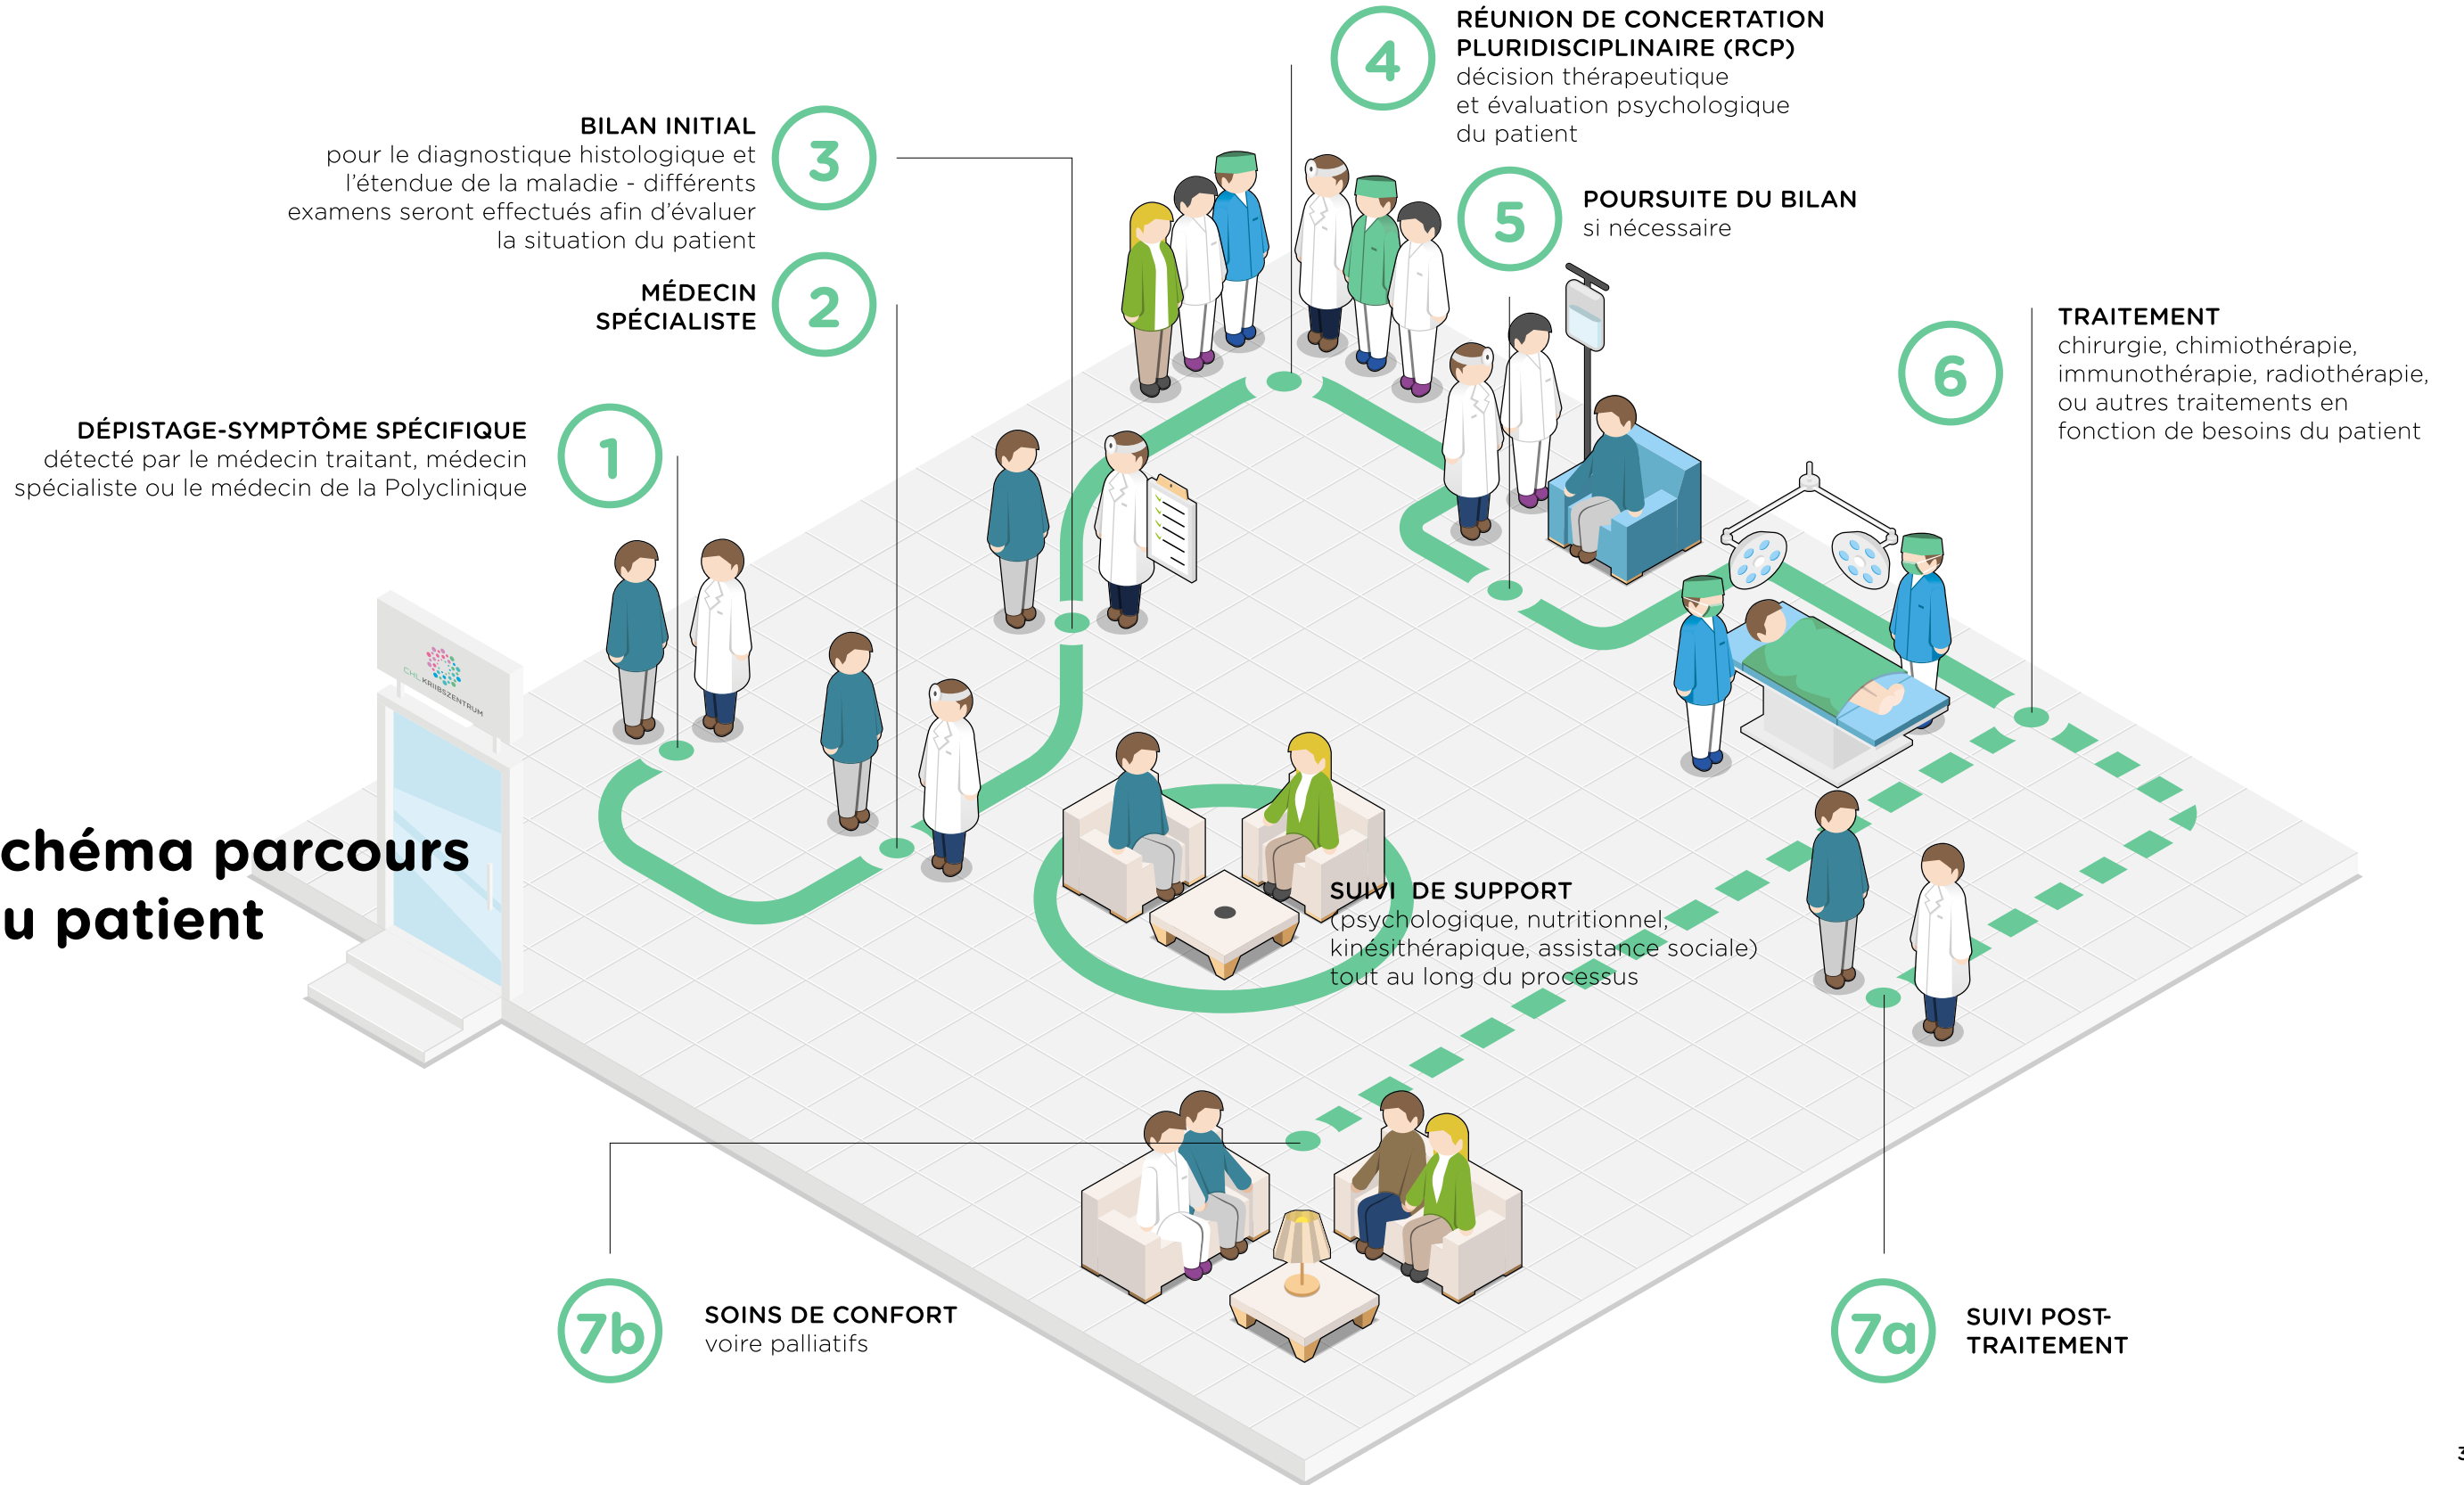 4
RÉUNION DE CONCERTATION
PLURIDISCIPLINAIRE (RCP)
décision thérapeutique
et évaluation psychologique
du patient
BILAN INITIAL
pour le diagnostique histologique et
l’étendue de la maladie - différents
examens seront effectués afin d’évaluer
la situation du patient
3
5
POURSUITE DU BILAN
si nécessaire
MÉDECIN
SPÉCIALISTE
2
6
TRAITEMENT
chirurgie, chimiothérapie,
immunothérapie, radiothérapie,
ou autres traitements en
fonction de besoins du patient
DÉPISTAGE-SYMPTÔME SPÉCIFIQUE
détecté par le médecin traitant, médecin
spécialiste ou le médecin de la Polyclinique
1
CHL KRIIBSZENTRUM
chéma parcours
u patient
SUIVI DE SUPPORT
(psychologique, nutritionnel,
kinésithérapique, assistance sociale)
tout au long du processus
7b
SOINS DE CONFORT
voire palliatifs
7a
SUIVI POST-
TRAITEMENT
3